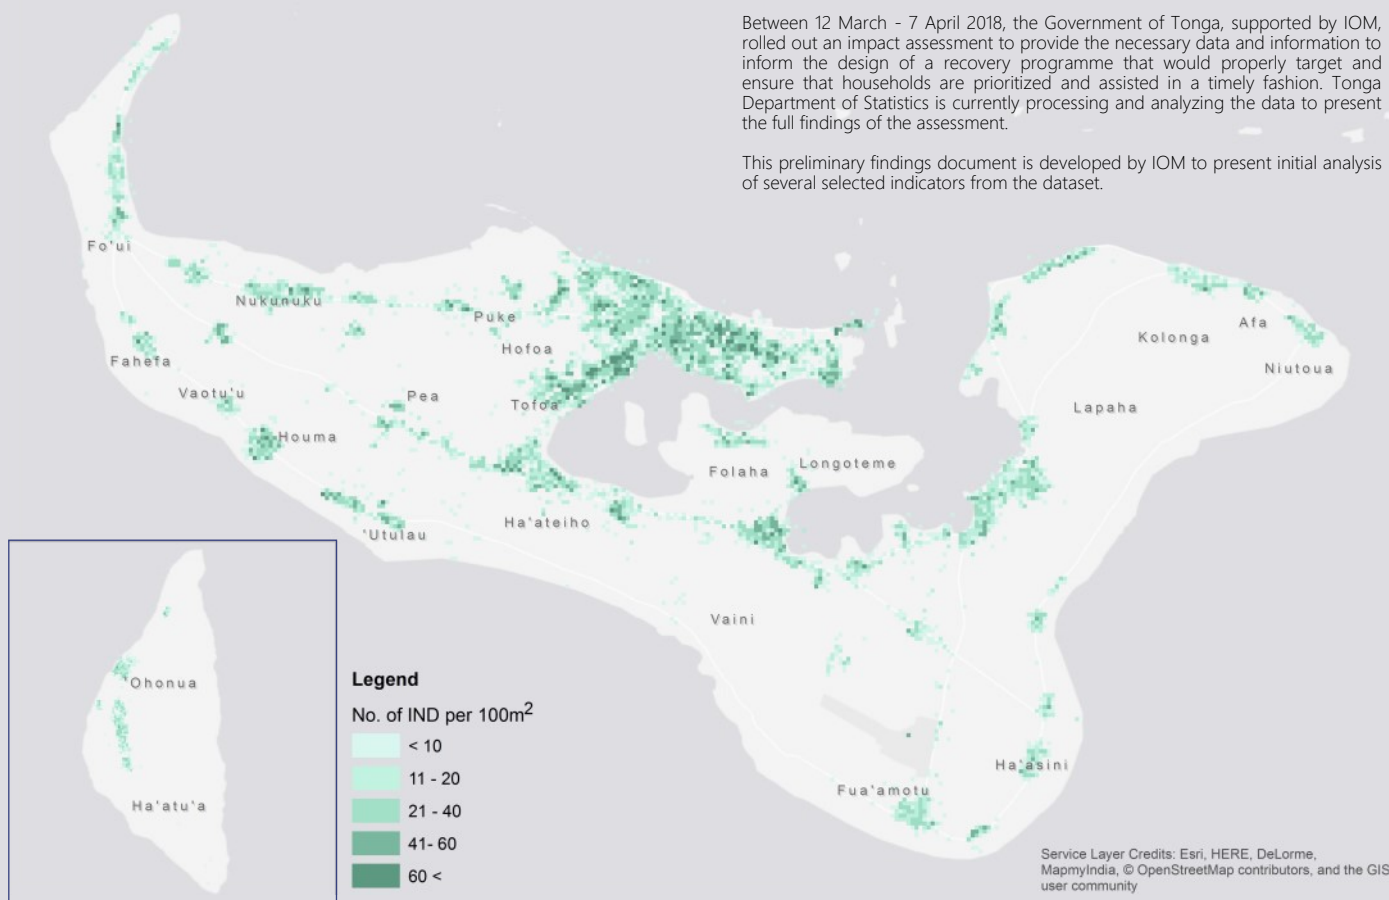 Between 12 March - 7 April 2018, the Government of Tonga, supported by IOM,
rolled out an impact assessment to provide the necessary data and information to
inform the design of a recovery programme that would properly target and
ensure that households are prioritized and assisted in a timely fashion. Tonga
Department of Statistics is currently processing and analyzing the data to present
the full findings of the assessment.
This preliminary findings document is developed by IOM to present initial analysis
of several selected indicators from the dataset.
Fo'ui
Nukunuku
Puke
Hofoa
Fahefa
Vaotu'u
Pea
Tofoa
Houma
'Utulau
Ha'ateiho
Folaha
Longoteme
Kolonga
Afa
Niutoua
Lapaha
Vaini
Fua'amotu
Ha'asini
'Ohonua
Ha'atu'a
Legend
No. of IND per 100m²
< 10
11 - 20
21 - 40
41- 60
60 <
Service Layer Credits: Esri, HERE, DeLorme,
MapmyIndia, © OpenStreetMap contributors, and the GIS
user community